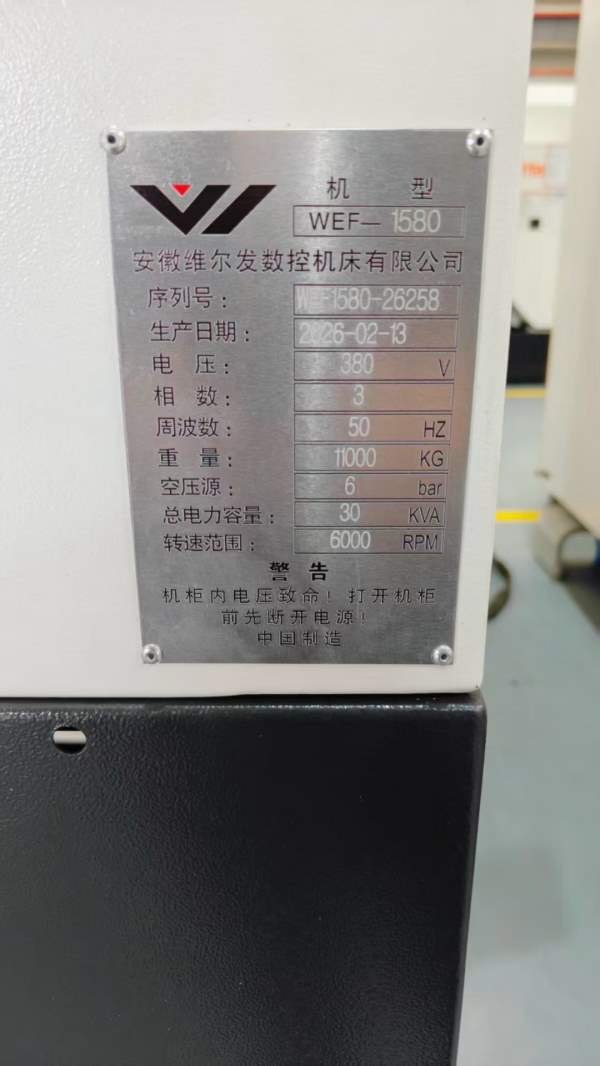 机 型
WEF— 1580
安徽维尔发数控机床有限公司
序列号: WEF-1580-26258
生产日期: 2026-02-13
电 压: 380 V
相 数: 3
周波数: 50 HZ
重 量: 11000 KG
空压源: 6 bar
总电力容量: 30 KVA
转速范围: 6000 RPM
警 告
机柜内电压致命! 打开机柜
前先断开电源!
中国制造